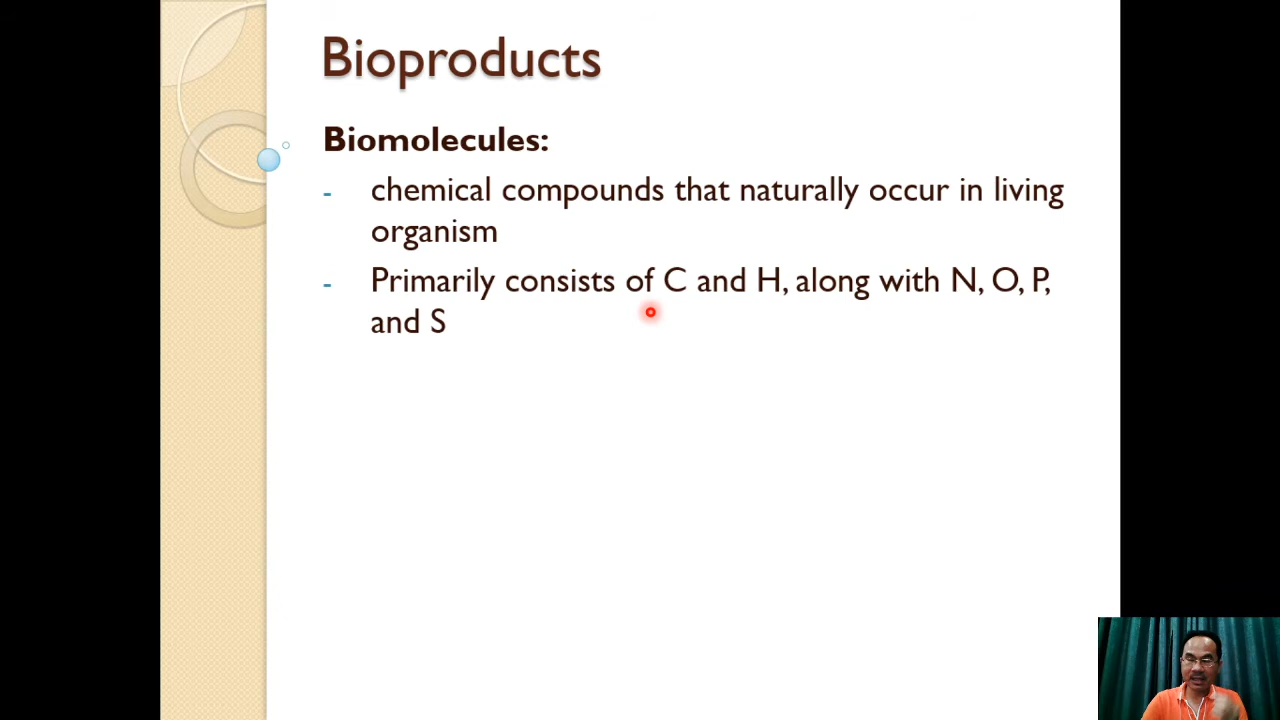 Bioproducts
Biomolecules:
- chemical compounds that naturally occur in living
organism
- Primarily consists of C and H, along with N, O, P,
and S